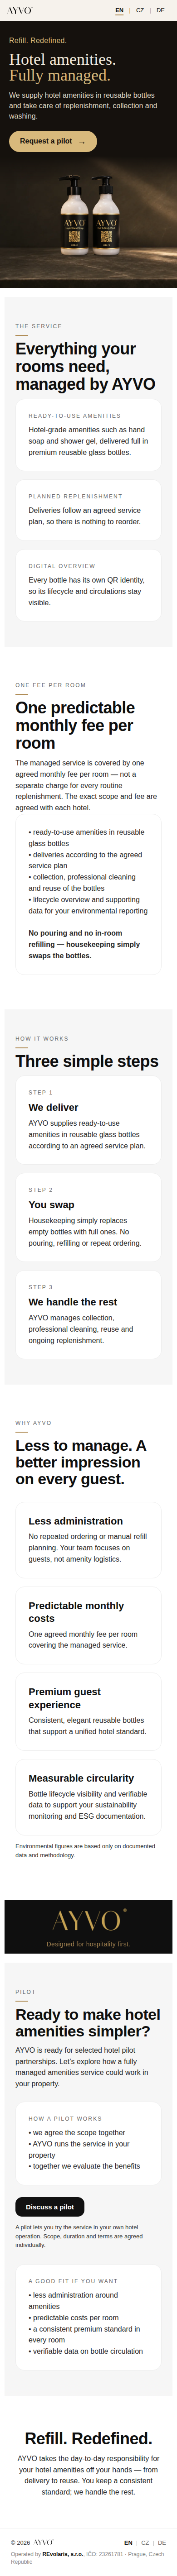 AYVO
EN | CZ | DE
Refill. Redefined.
Hotel amenities.
Fully managed.
We supply hotel amenities in reusable bottles
and take care of replenishment, collection and
washing.
Request a pilot →
AYVO AYVO
THE SERVICE
Everything your
rooms need,
managed by AYVO
READY-TO-USE AMENITIES
Hotel-grade amenities such as hand
soap and shower gel, delivered full in
premium reusable glass bottles.
PLANNED REPLENISHMENT
Deliveries follow an agreed service
plan, so there is nothing to reorder.
DIGITAL OVERVIEW
Every bottle has its own QR identity,
so its lifecycle and circulations stay
visible.
ONE FEE PER ROOM
One predictable
monthly fee per
room
The managed service is covered by one
agreed monthly fee per room — not a
separate charge for every routine
replenishment. The exact scope and fee are
agreed with each hotel.
• ready-to-use amenities in reusable
glass bottles
• deliveries according to the agreed
service plan
• collection, professional cleaning
and reuse of the bottles
• lifecycle overview and supporting
data for your environmental reporting
No pouring and no in-room
refilling — housekeeping simply
swaps the bottles.
HOW IT WORKS
Three simple steps
STEP 1
We deliver
AYVO supplies ready-to-use
amenities in reusable glass bottles
according to an agreed service plan.
STEP 2
You swap
Housekeeping simply replaces
empty bottles with full ones. No
pouring, refilling or repeat ordering.
STEP 3
We handle the rest
AYVO manages collection,
professional cleaning, reuse and
ongoing replenishment.
WHY AYVO
Less to manage. A
better impression
on every guest.
Less administration
No repeated ordering or manual refill
planning. Your team focuses on
guests, not amenity logistics.
Predictable monthly
costs
One agreed monthly fee per room
covering the managed service.
Premium guest
experience
Consistent, elegant reusable bottles
that support a unified hotel standard.
Measurable circularity
Bottle lifecycle visibility and verifiable
data to support your sustainability
monitoring and ESG documentation.
Environmental figures are based only on documented
data and methodology.
AYVO®
Designed for hospitality first.
PILOT
Ready to make hotel
amenities simpler?
AYVO is ready for selected hotel pilot
partnerships. Let's explore how a fully
managed amenities service could work in
your property.
HOW A PILOT WORKS
• we agree the scope together
• AYVO runs the service in your
property
• together we evaluate the benefits
Discuss a pilot
A pilot lets you try the service in your own hotel
operation. Scope, duration and terms are agreed
individually.
A GOOD FIT IF YOU WANT
• less administration around
amenities
• predictable costs per room
• a consistent premium standard in
every room
• verifiable data on bottle circulation
Refill. Redefined.
AYVO takes the day-to-day responsibility for
your hotel amenities off your hands — from
delivery to reuse. You keep a consistent
standard; we handle the rest.
© 2026 AYVO
EN | CZ | DE
Operated by REvolaris, s.r.o., IČO: 23261781 · Prague, Czech
Republic